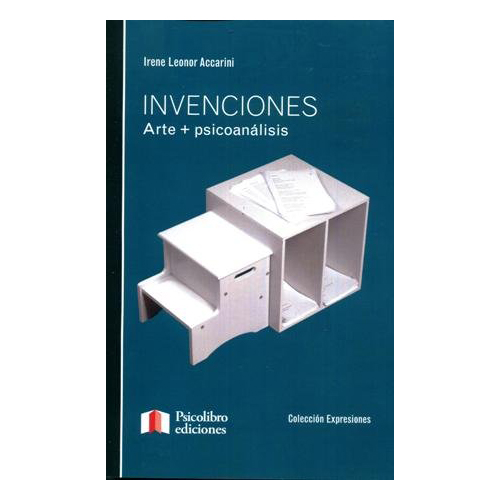 Irene Leonor Accarini
INVENCIONES
Arte + psicoanálisis
Psicolibro
ediciones
Colección Expresiones